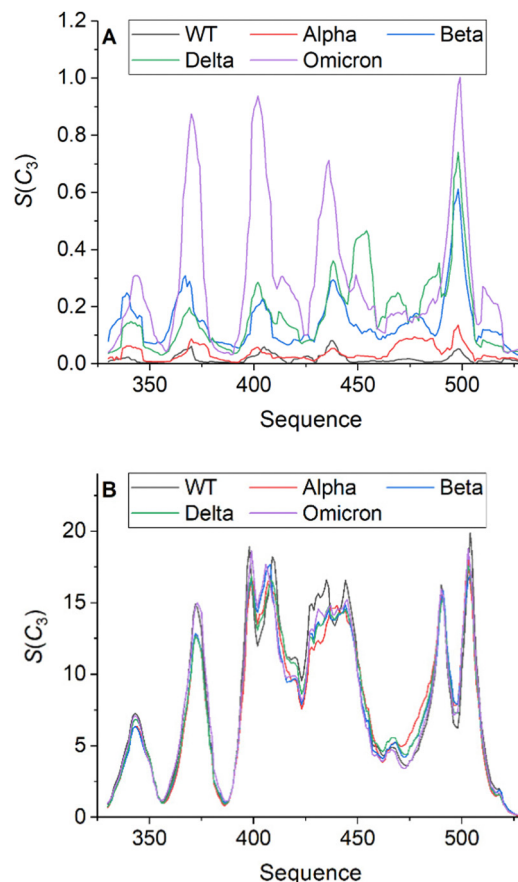 A
WT Alpha Beta
Delta Omicron
S(C₃)
1.2
1.0
0.8
0.6
0.4
0.2
0.0
350 400 450 500
Sequence
B
WT Alpha Beta
Delta Omicron
S(C₃)
20
15
10
5
0
350 400 450 500
Sequence